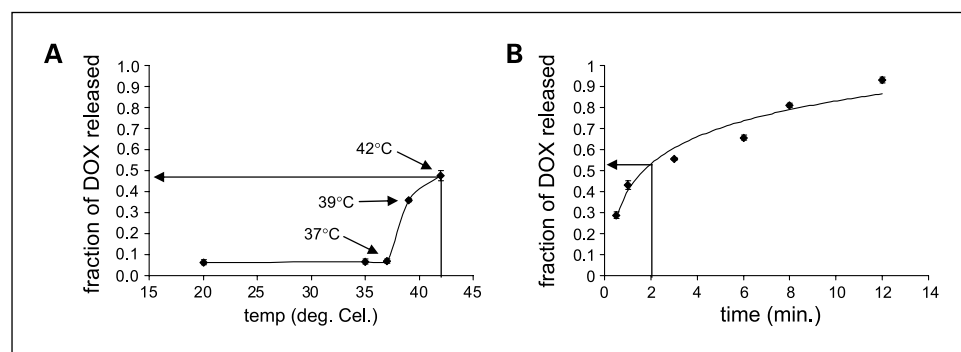 A
fraction of DOX released
1.0
0.9
0.8
0.7
0.6
0.5
0.4
0.3
0.2
0.1
0.0
42°C
39°C
37°C
15 20 25 30 35 40 45
temp (deg. Cel.)
B
fraction of DOX released
1
0.9
0.8
0.7
0.6
0.5
0.4
0.3
0.2
0.1
0
0 2 4 6 8 10 12 14
time (min.)